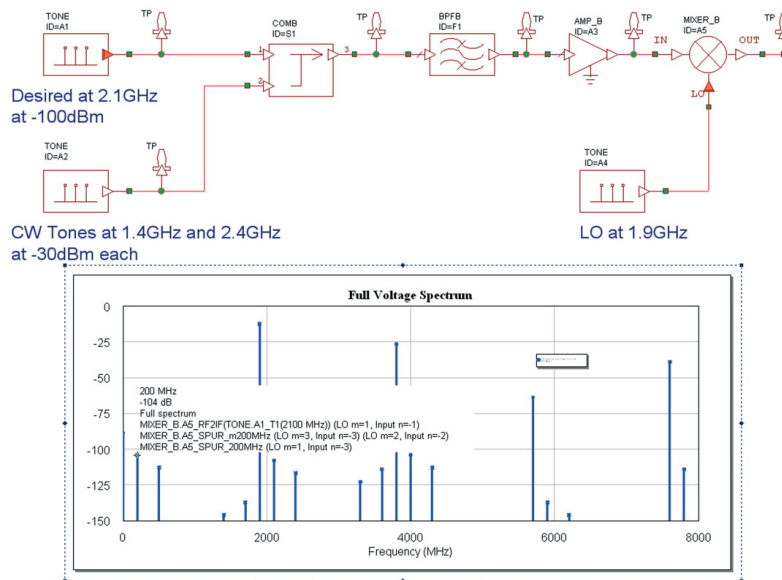 TONE
ID=A1
TP
COMB
ID=S1
TP
BPFB
ID=F1
TP
AMP_B
ID=A3
TP
MIXER_B
ID=A5
TP
1
2
3
IN
OUT
LO
Desired at 2.1GHz
at -100dBm
TONE
ID=A2
TP
TONE
ID=A4
CW Tones at 1.4GHz and 2.4GHz
at -30dBm each
LO at 1.9GHz
Full Voltage Spectrum
0
-25
-50
-75
-100
-125
-150
200 MHz
-104 dB
Full spectrum
MIXER_B.A5_RF2IF(TONE.A1_T1(2100 MHz)) (LO m=1, Input n=-1)
MIXER_B.A5_SPUR_m200MHz (LO m=3, Input n=-3) (LO m=2, Input n=-2)
MIXER_B.A5_SPUR_200MHz (LO m=1, Input n=-3)
0
2000
4000
6000
8000
Frequency (MHz)